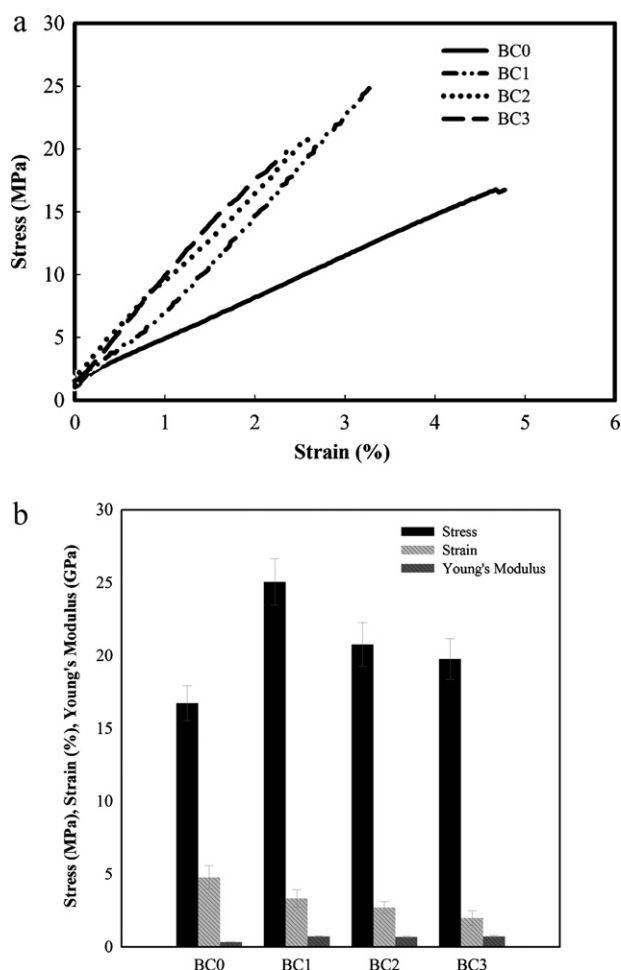 a
30
25
20
15
10
5
0
Stress (MPa)
BC0
BC1
BC2
BC3
0 1 2 3 4 5 6
Strain (%)
b
30
25
20
15
10
5
0
Stress (MPa), Strain (%), Young's Modulus (GPa)
Stress
Strain
Young's Modulus
BC0 BC1 BC2 BC3